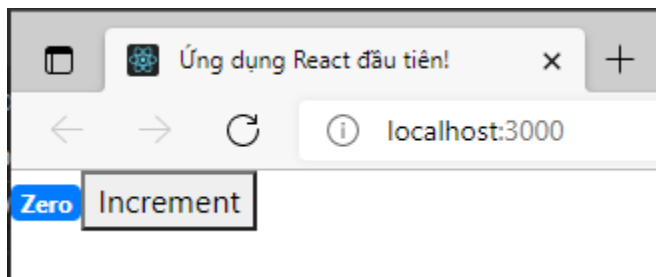 Ứng dụng React đầu tiên!
localhost:3000
Zero Increment